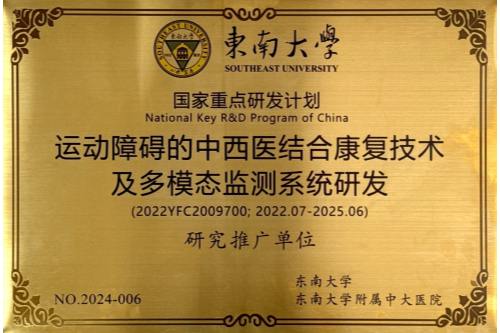 SOUTHEAST UNIVERSITY
東南大學
SOUTHEAST UNIVERSITY
国家重点研发计划
National Key R&D Program of China
运动障碍的中西医结合康复技术
及多模态监测系统研发
(2022YFC2009700; 2022.07-2025.06)
研究推广单位
东南大学
NO.2024-006
东南大学附属中大医院